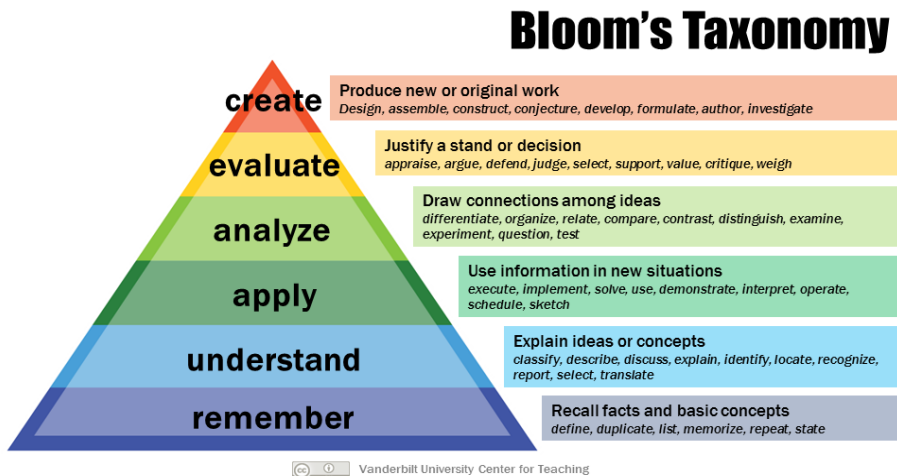 Bloom's Taxonomy
create
Produce new or original work
Design, assemble, construct, conjecture, develop, formulate, author, investigate
evaluate
Justify a stand or decision
appraise, argue, defend, judge, select, support, value, critique, weigh
analyze
Draw connections among ideas
differentiate, organize, relate, compare, contrast, distinguish, examine,
experiment, question, test
apply
Use information in new situations
execute, implement, solve, use, demonstrate, interpret, operate,
schedule, sketch
understand
Explain ideas or concepts
classify, describe, discuss, explain, identify, locate, recognize,
report, select, translate
remember
Recall facts and basic concepts
define, duplicate, list, memorize, repeat, state
cc Vanderbilt University Center for Teaching